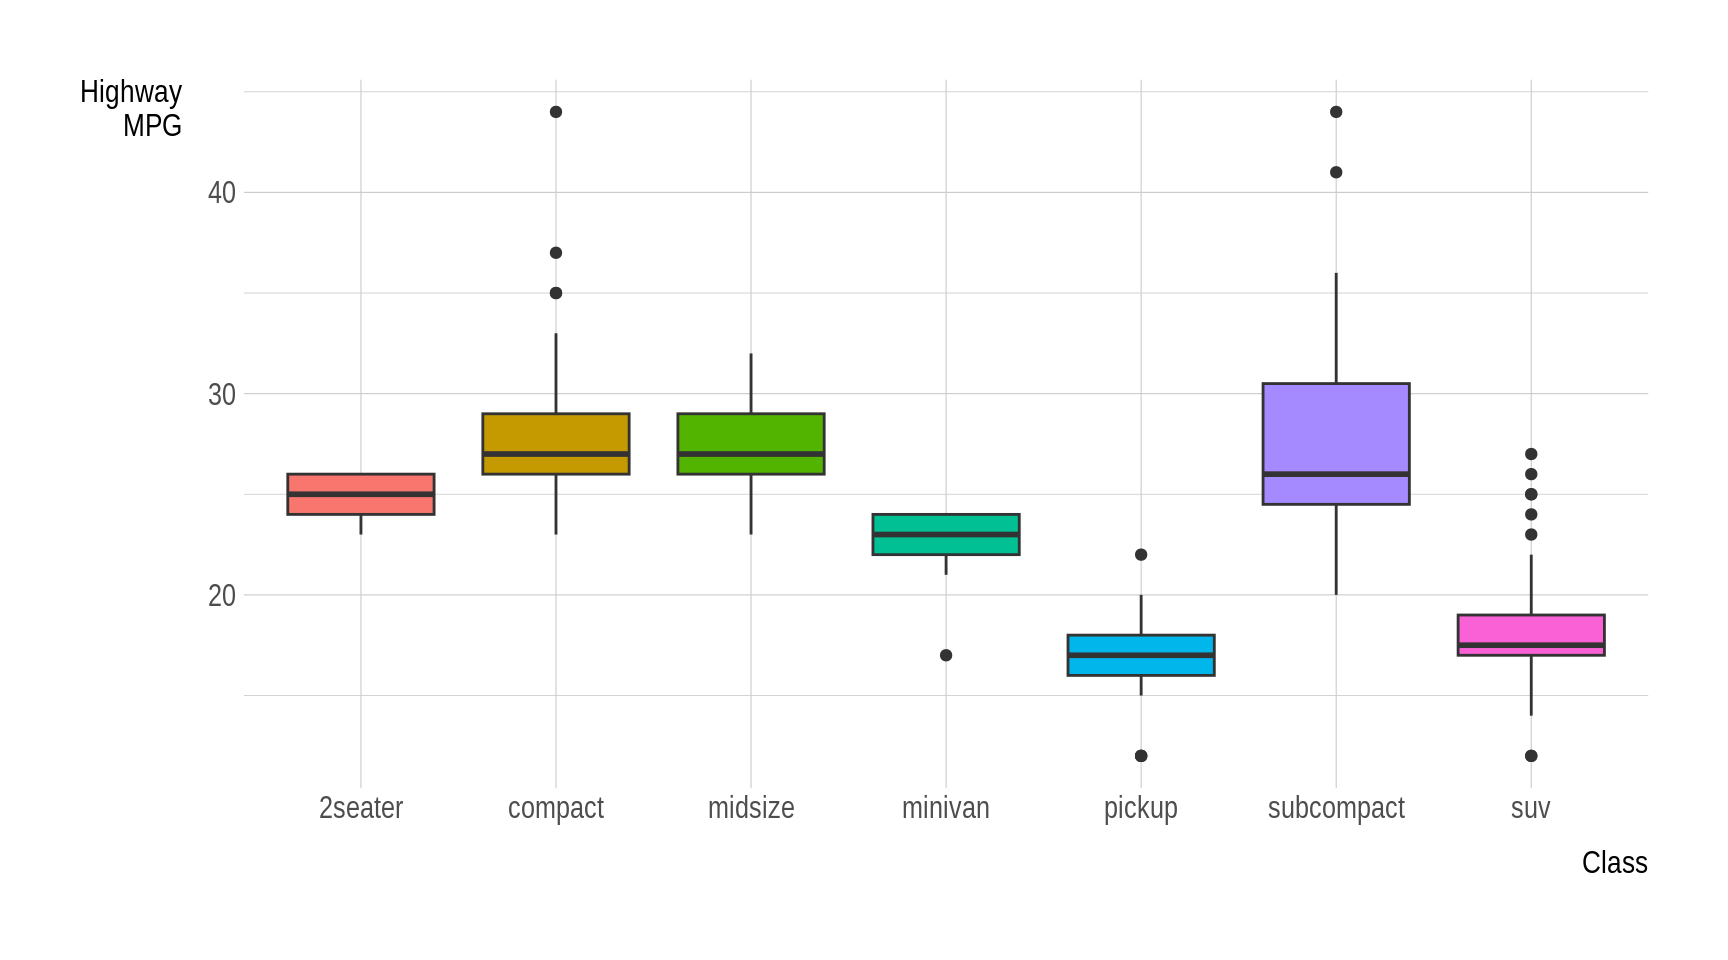 Highway
MPG
40
30
20
2seater compact midsize minivan pickup subcompact suv
Class